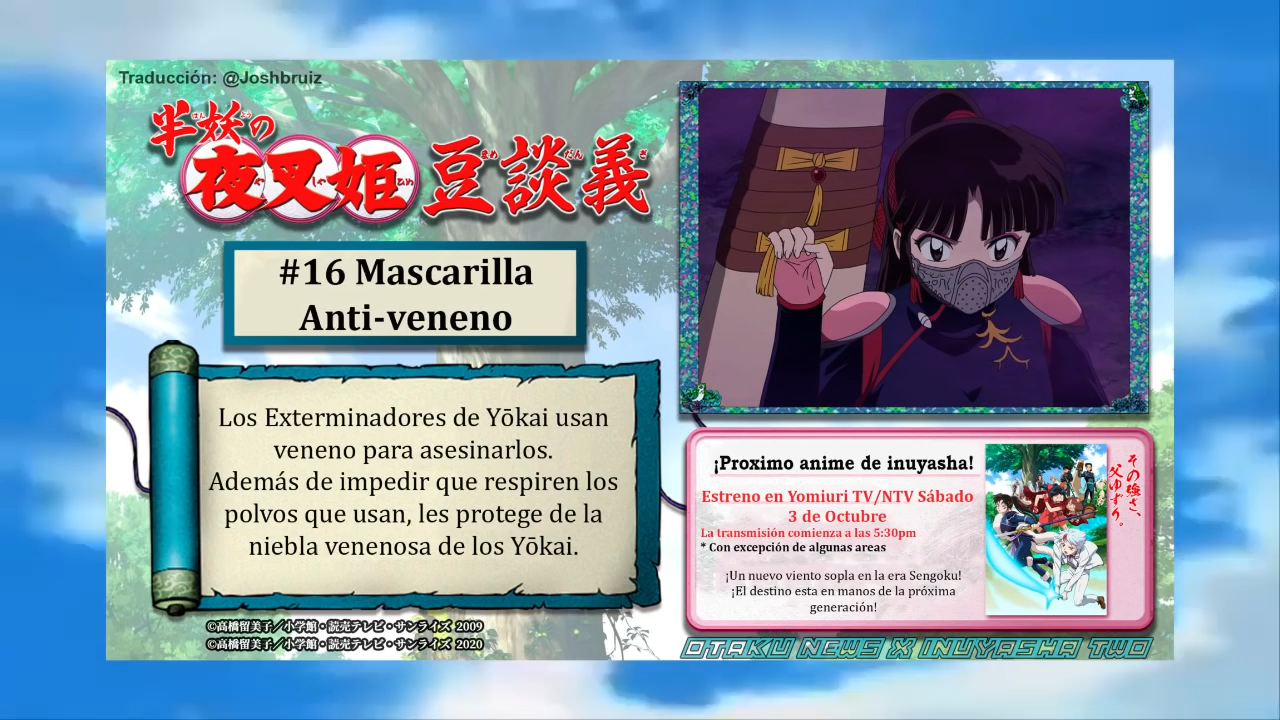 Traducción: @Joshbruiz
半妖の
夜叉姫 豆談義
#16 Mascarilla
Anti-veneno
Los Exterminadores de Yōkai usan
veneno para asesinarlos.
Además de impedir que respiren los
polvos que usan, les protege de la
niebla venenosa de los Yōkai.
©高橋留美子／小学館・読売テレビ・サンライズ 2009
©高橋留美子／小学館・読売テレビ・サンライズ 2020
¡Proximo anime de inuyasha!
Estreno en Yomiuri TV/NTV Sábado
3 de Octubre
La transmisión comienza a las 5:30pm
* Con excepción de algunas areas
¡Un nuevo viento sopla en la era Sengoku!
¡El destino esta en manos de la próxima
generación!
その強さ、
父ゆずり。
OTAKU NEWS X INUYASHA TWO